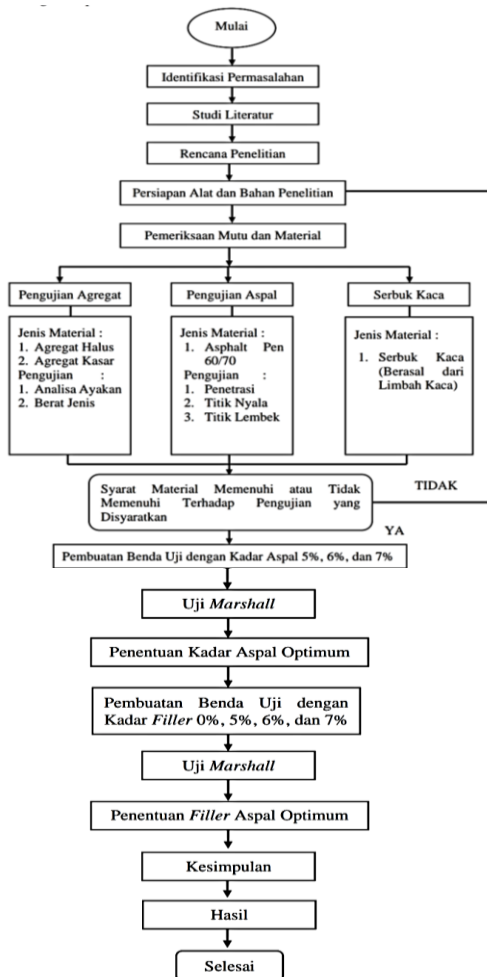 Mulai
Identifikasi Permasalahan
Studi Literatur
Rencana Penelitian
Persiapan Alat dan Bahan Penelitian
Pemeriksaan Mutu dan Material
Pengujian Agregat
Jenis Material :
1. Agregat Halus
2. Agregat Kasar
Pengujian :
1. Analisa Ayakan
2. Berat Jenis
Pengujian Aspal
Jenis Material :
1. Asphalt Pen
60/70
Pengujian :
1. Penetrasi
2. Titik Nyala
3. Titik Lembek
Serbuk Kaca
Jenis Material :
1. Serbuk Kaca
(Berasal dari
Limbah Kaca)
Syarat Material Memenuhi atau Tidak
Memenuhi Terhadap Pengujian yang
Disyaratkan
TIDAK
YA
Pembuatan Benda Uji dengan Kadar Aspal 5%, 6%, dan 7%
Uji Marshall
Penentuan Kadar Aspal Optimum
Pembuatan Benda Uji dengan
Kadar Filler 0%, 5%, 6%, dan 7%
Uji Marshall
Penentuan Filler Aspal Optimum
Kesimpulan
Hasil
Selesai